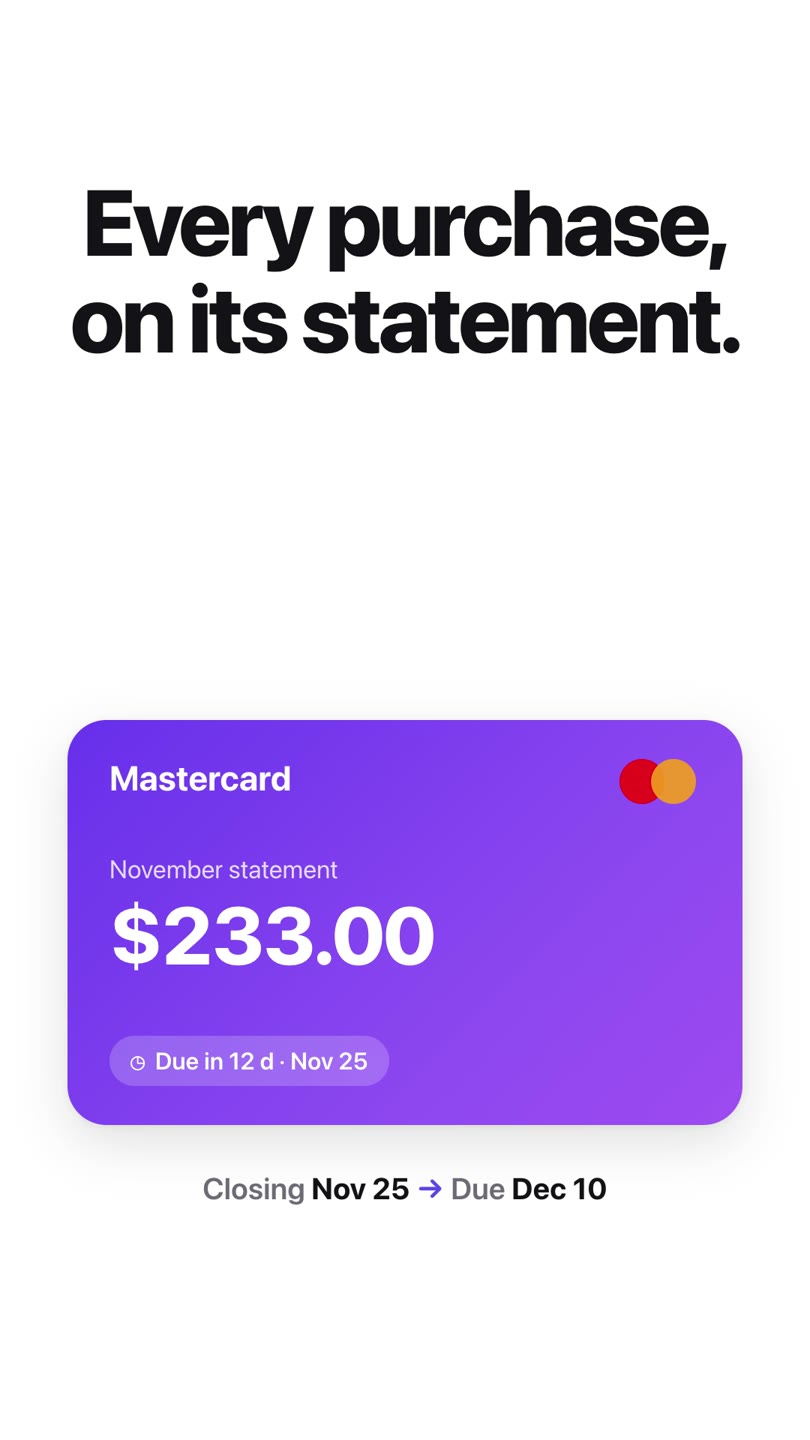 Every purchase,
on its statement.
Mastercard
November statement
$233.00
Due in 12 d · Nov 25
Closing Nov 25 → Due Dec 10